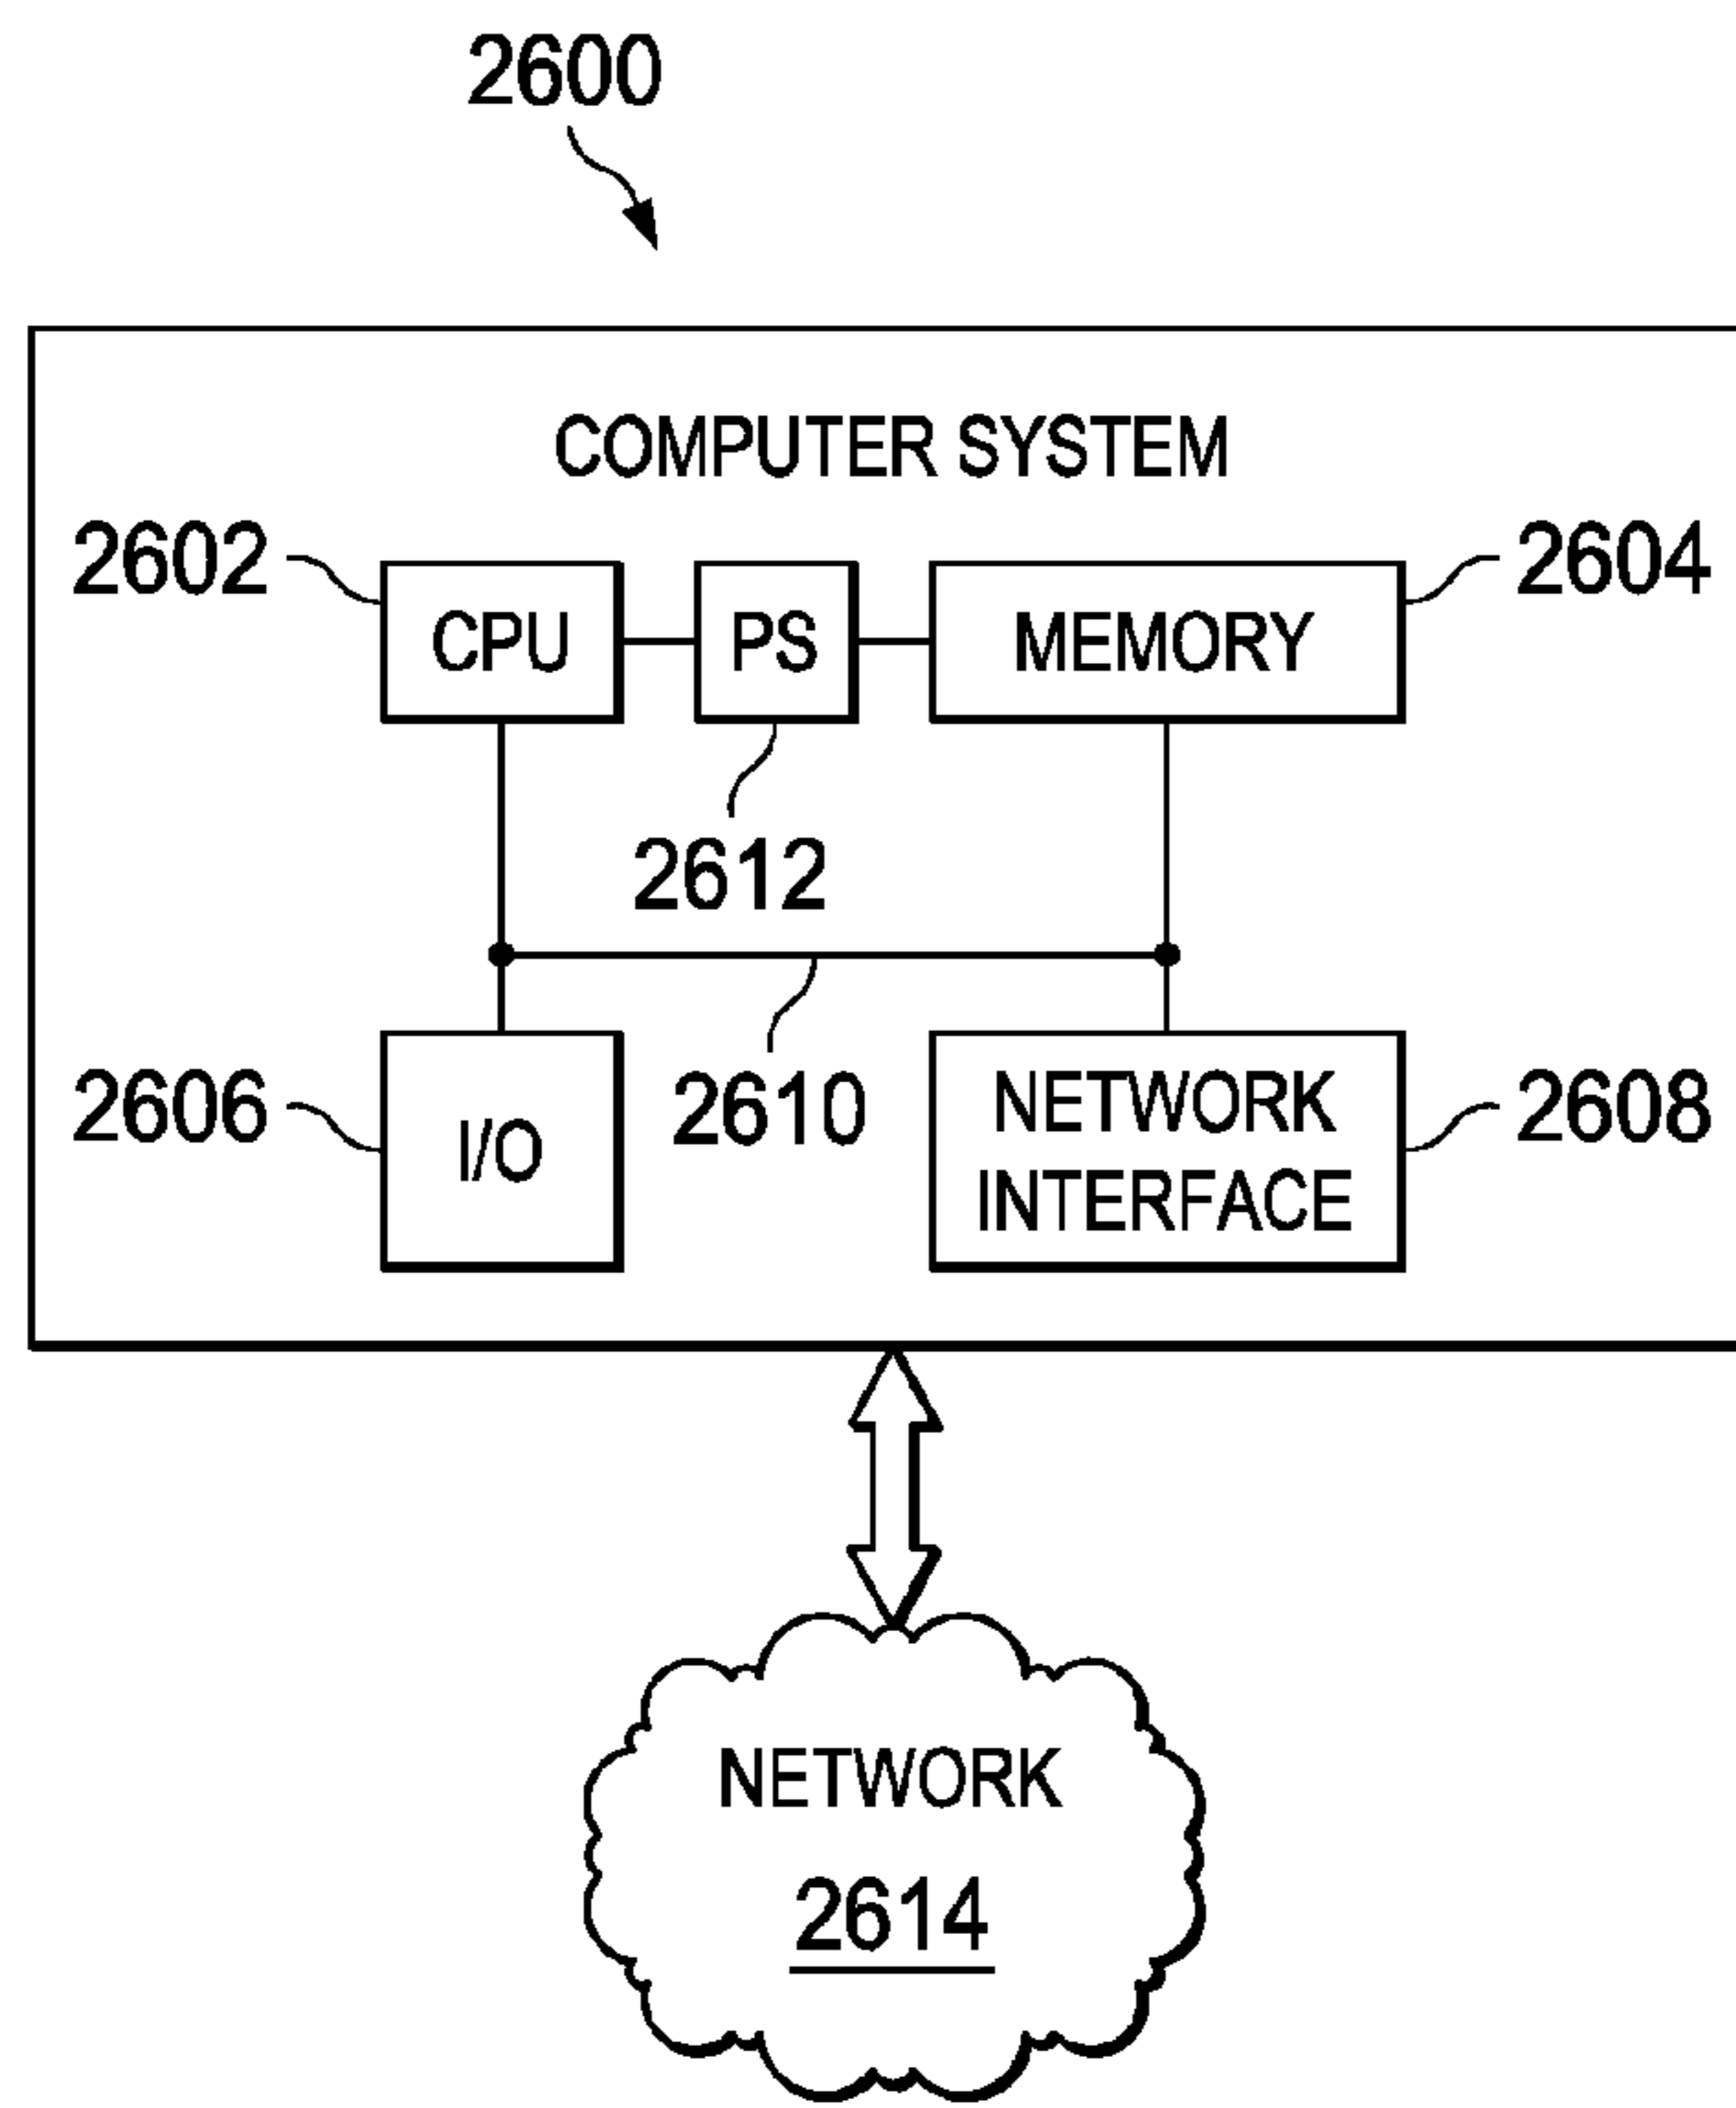 2600
COMPUTER SYSTEM
2602
2604
CPU
PS
MEMORY
2612
2606
2610
2608
I/O
NETWORK
INTERFACE
NETWORK
2614